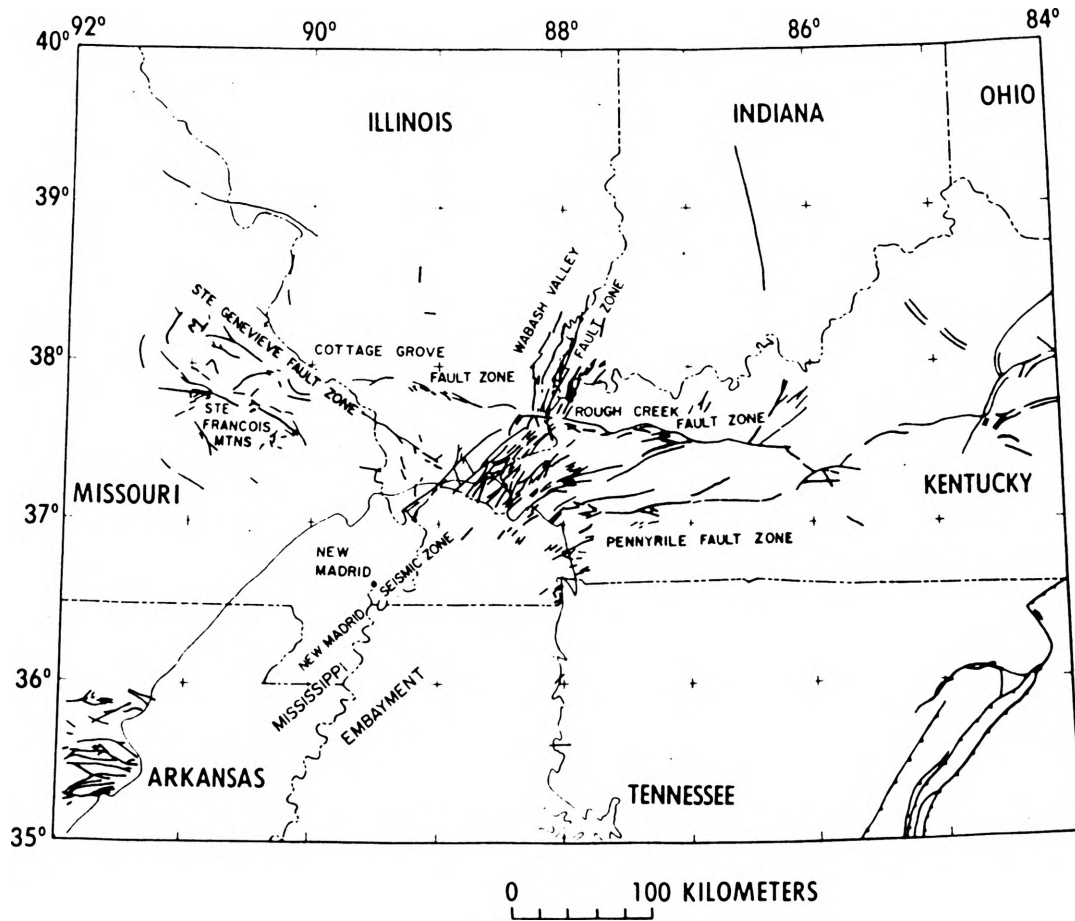 40° 92° 90° 88° 86° 84°
ILLINOIS
INDIANA
OHIO
39°
WABASH VALLEY
FAULT ZONE
STE GENEVIEVE FAULT ZONE
38°
COTTAGE GROVE
FAULT ZONE
ROUGH CREEK
FAULT ZONE
STE
FRANCOIS
MTNS
MISSOURI
KENTUCKY
37°
PENNYRILE FAULT ZONE
NEW
MADRID
NEW MADRID SEISMIC ZONE
36°
MISSISSIPPI
EMBAYMENT
ARKANSAS
TENNESSEE
35°
0 100 KILOMETERS